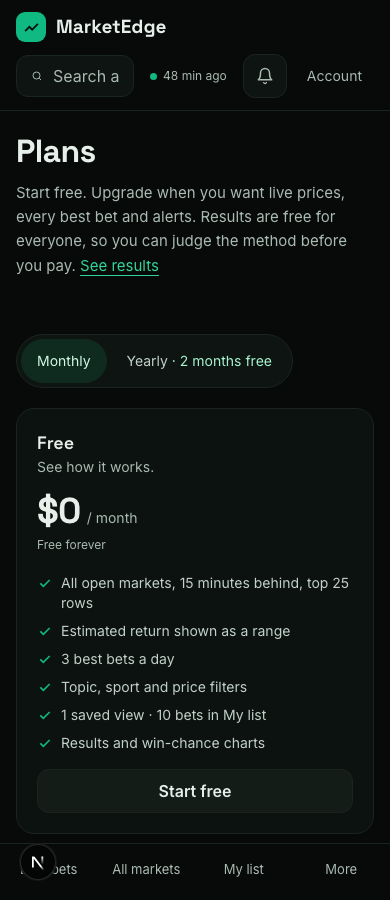 MarketEdge
Search a
48 min ago
Account
Plans
Start free. Upgrade when you want live prices,
every best bet and alerts. Results are free for
everyone, so you can judge the method before
you pay. See results
Monthly
Yearly · 2 months free
Free
See how it works.
$0 / month
Free forever
All open markets, 15 minutes behind, top 25
rows
Estimated return shown as a range
3 best bets a day
Topic, sport and price filters
1 saved view · 10 bets in My list
Results and win-chance charts
Start free
N
bets
All markets
My list
More